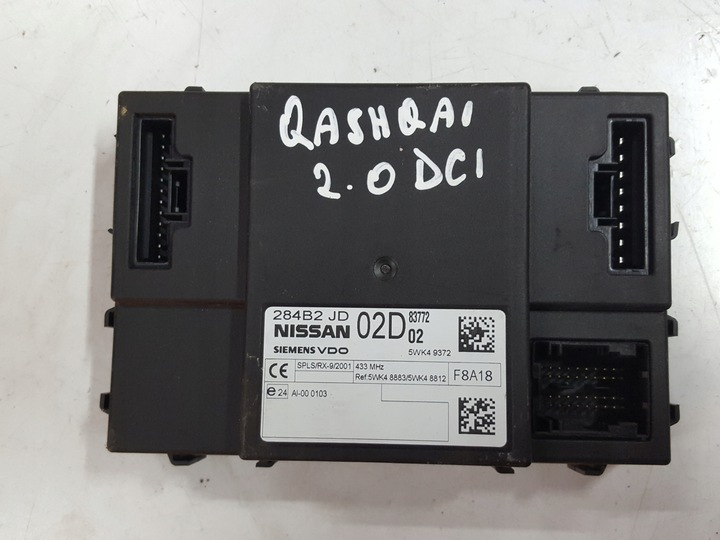 QASHQAI
2.0 DCI
284B2 JD
NISSAN 02D 83772 02
SIEMENS VDO 5WK4 9372
CE SPLS/RX-9/2001 433 MHz
Ref.5WK4 8883/5WK4 8812 F8A18
e24 AI-00 0103